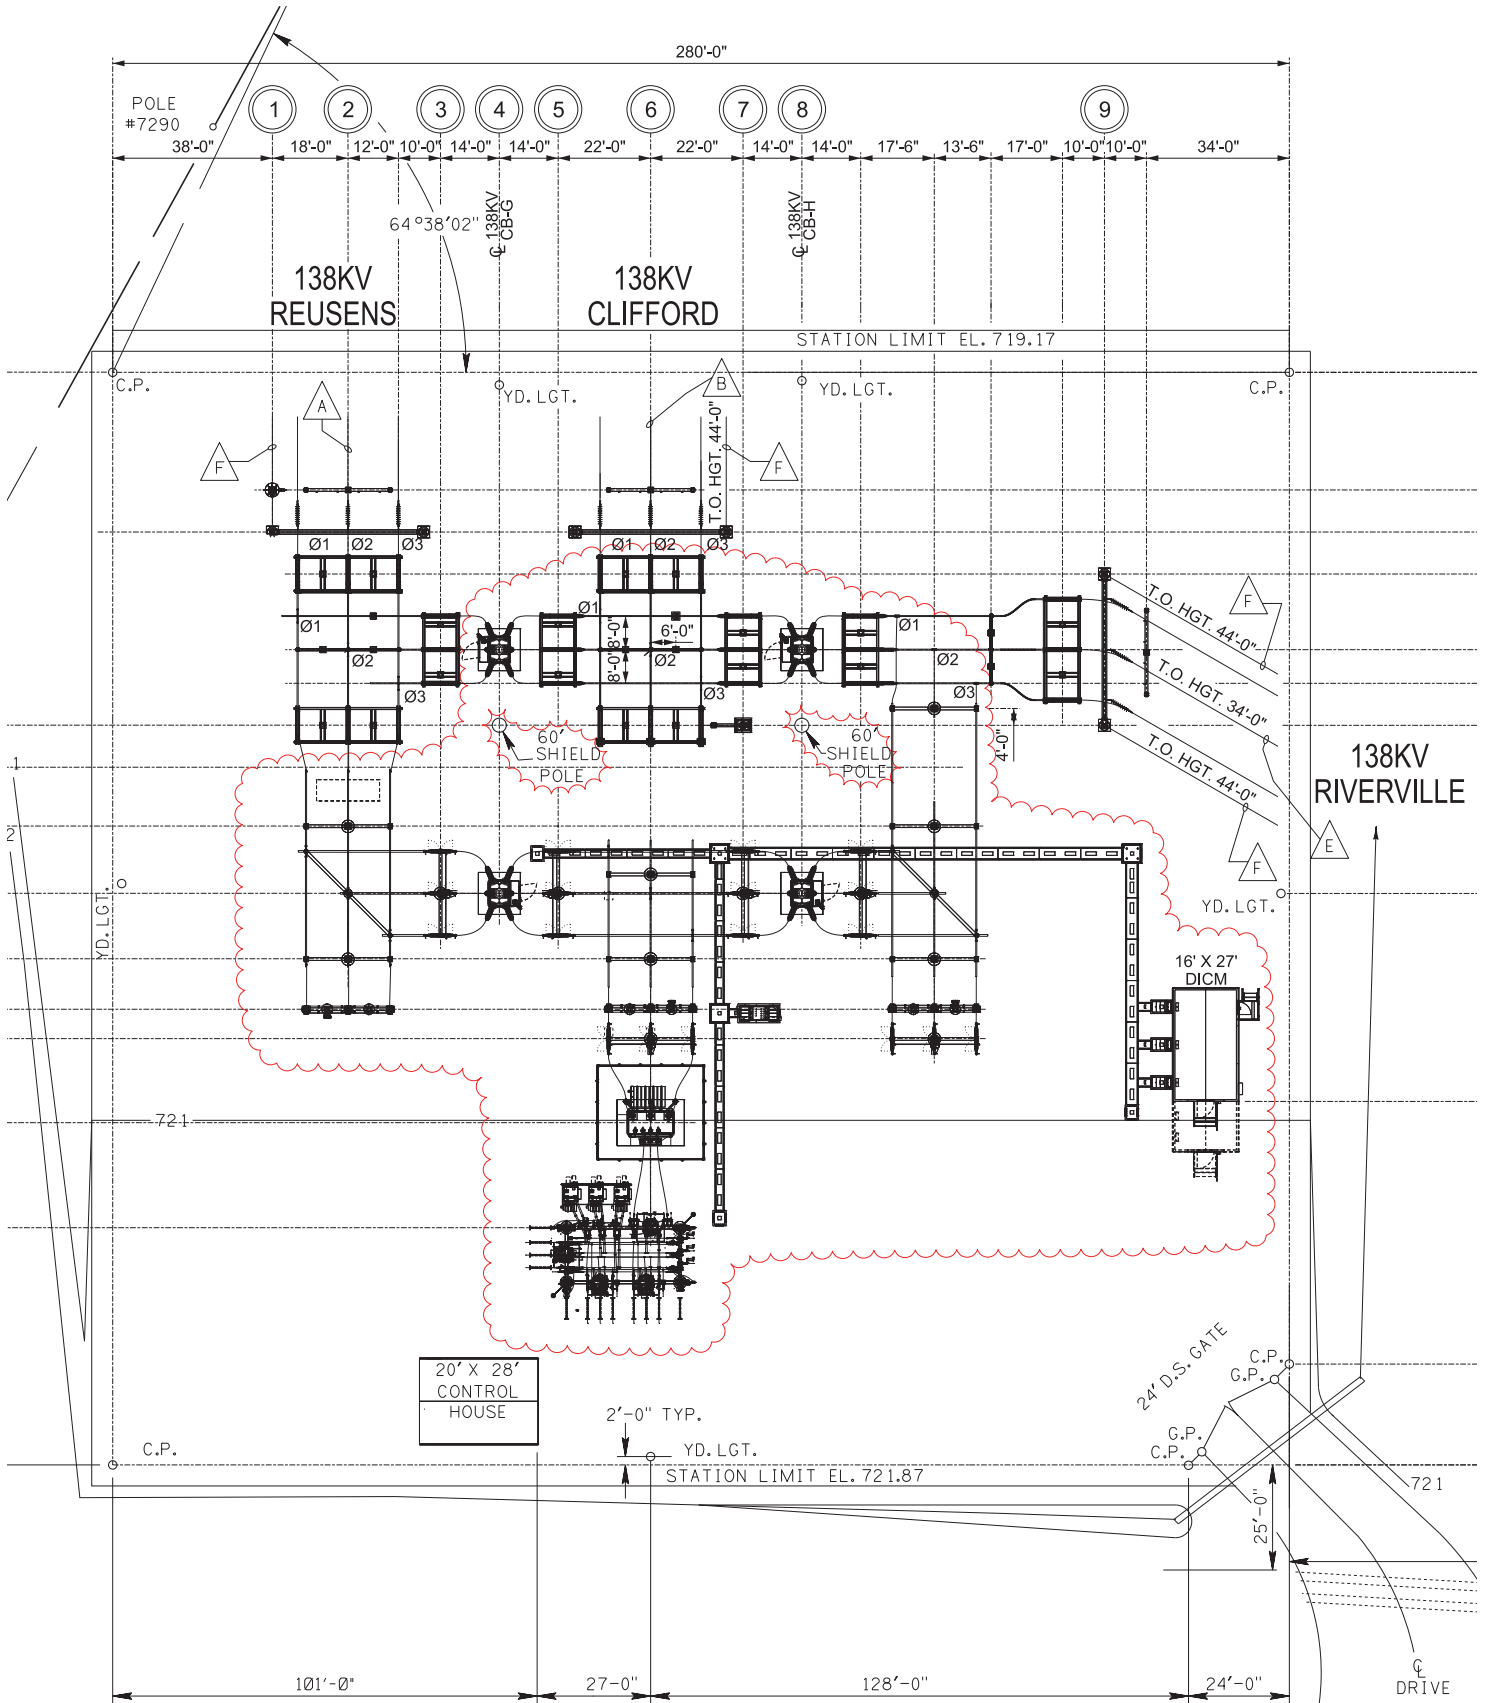 280'-0"
POLE
#7290
1
2
3
4
5
6
7
8
9
38'-0"
18'-0"
12'-0"
10'-0"
14'-0"
14'-0"
22'-0"
22'-0"
14'-0"
14'-0"
17'-6"
13'-6"
17'-0"
10'-0"
10'-0"
34'-0"
64°38'02"
℄ 138KV
CB-G
℄ 138KV
CB-H
138KV
REUSENS
138KV
CLIFFORD
STATION LIMIT EL. 719.17
C.P.
YD. LGT.
YD. LGT.
C.P.
A
B
F
F
T.O. HGT. 44'-0"
Ø1
Ø2
Ø3
Ø1
Ø2
Ø3
Ø1
Ø2
Ø3
Ø1
Ø2
Ø3
8'-0"
8'-0"
6'-0"
Ø1
Ø2
Ø3
T.O. HGT. 44'-0"
F
T.O. HGT. 34'-0"
T.O. HGT. 44'-0"
4'-0"
60'
SHIELD
POLE
60'
SHIELD
POLE
138KV
RIVERVILLE
E
F
1
2
YD. LGT.
YD. LGT.
16' X 27'
DICM
721
20' X 28'
CONTROL
HOUSE
2'-0" TYP.
YD. LGT.
STATION LIMIT EL. 721.87
C.P.
24' D.S. GATE
C.P.
G.P.
G.P.
C.P.
721
25'-0"
℄
DRIVE
101'-0"
27-0"
128'-0"
24'-0"